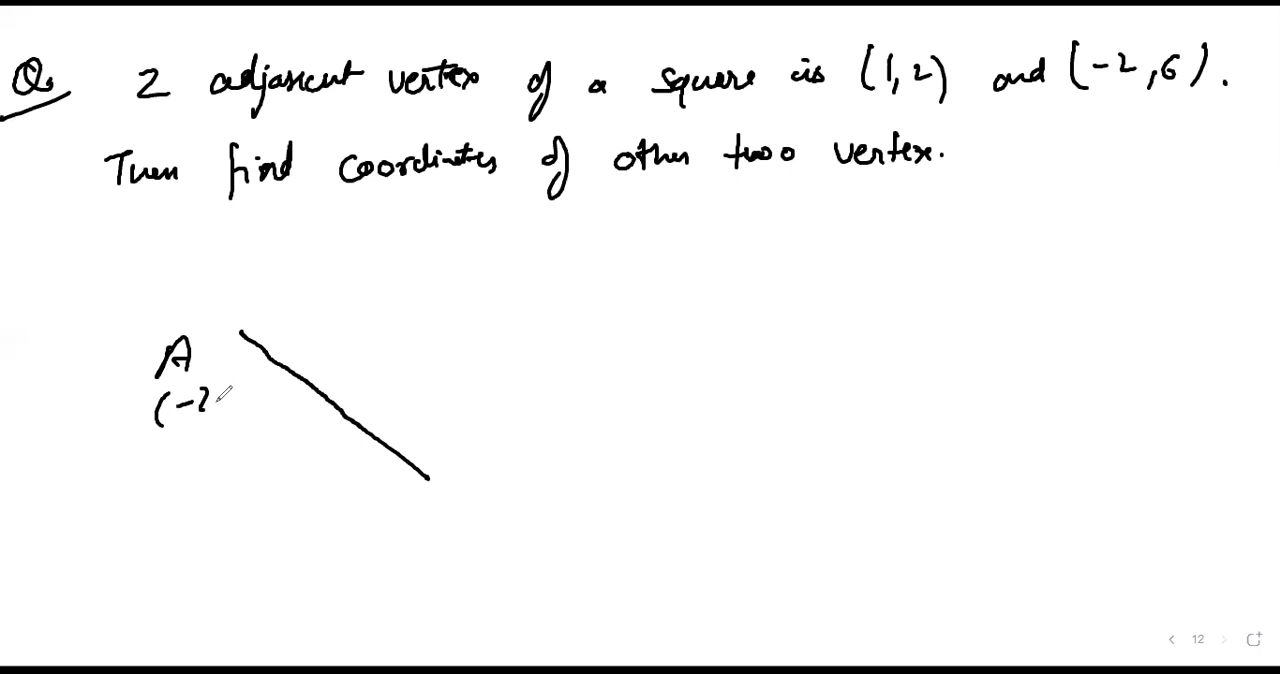 Q. 2 adjascent vertex of a square is (1,2) and (-2,6).
Then find coordinates of other two vertex.
A
(-2
12